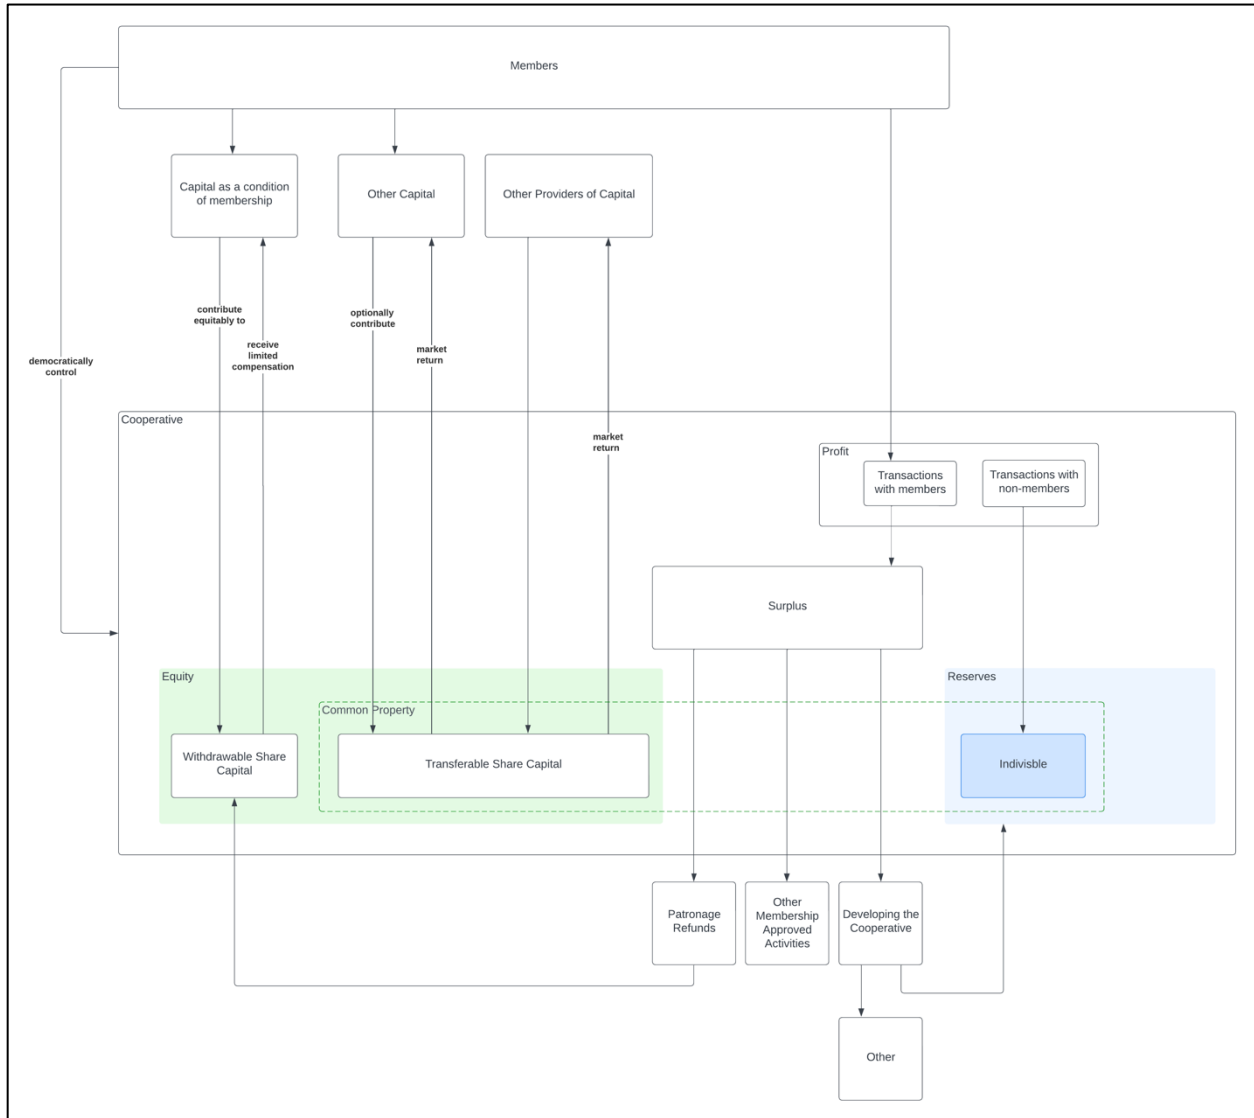 Members
Capital as a condition
of membership
Other Capital
Other Providers of Capital
contribute
equitably to
optionally
contribute
receive
limited
compensation
market
return
democratically
control
Cooperative
market
return
Profit
Transactions
with members
Transactions with
non-members
Surplus
Equity
Reserves
Common Property
Withdrawable Share
Capital
Transferable Share Capital
Indivisble
Patronage
Refunds
Other
Membership
Approved
Activities
Developing the
Cooperative
Other